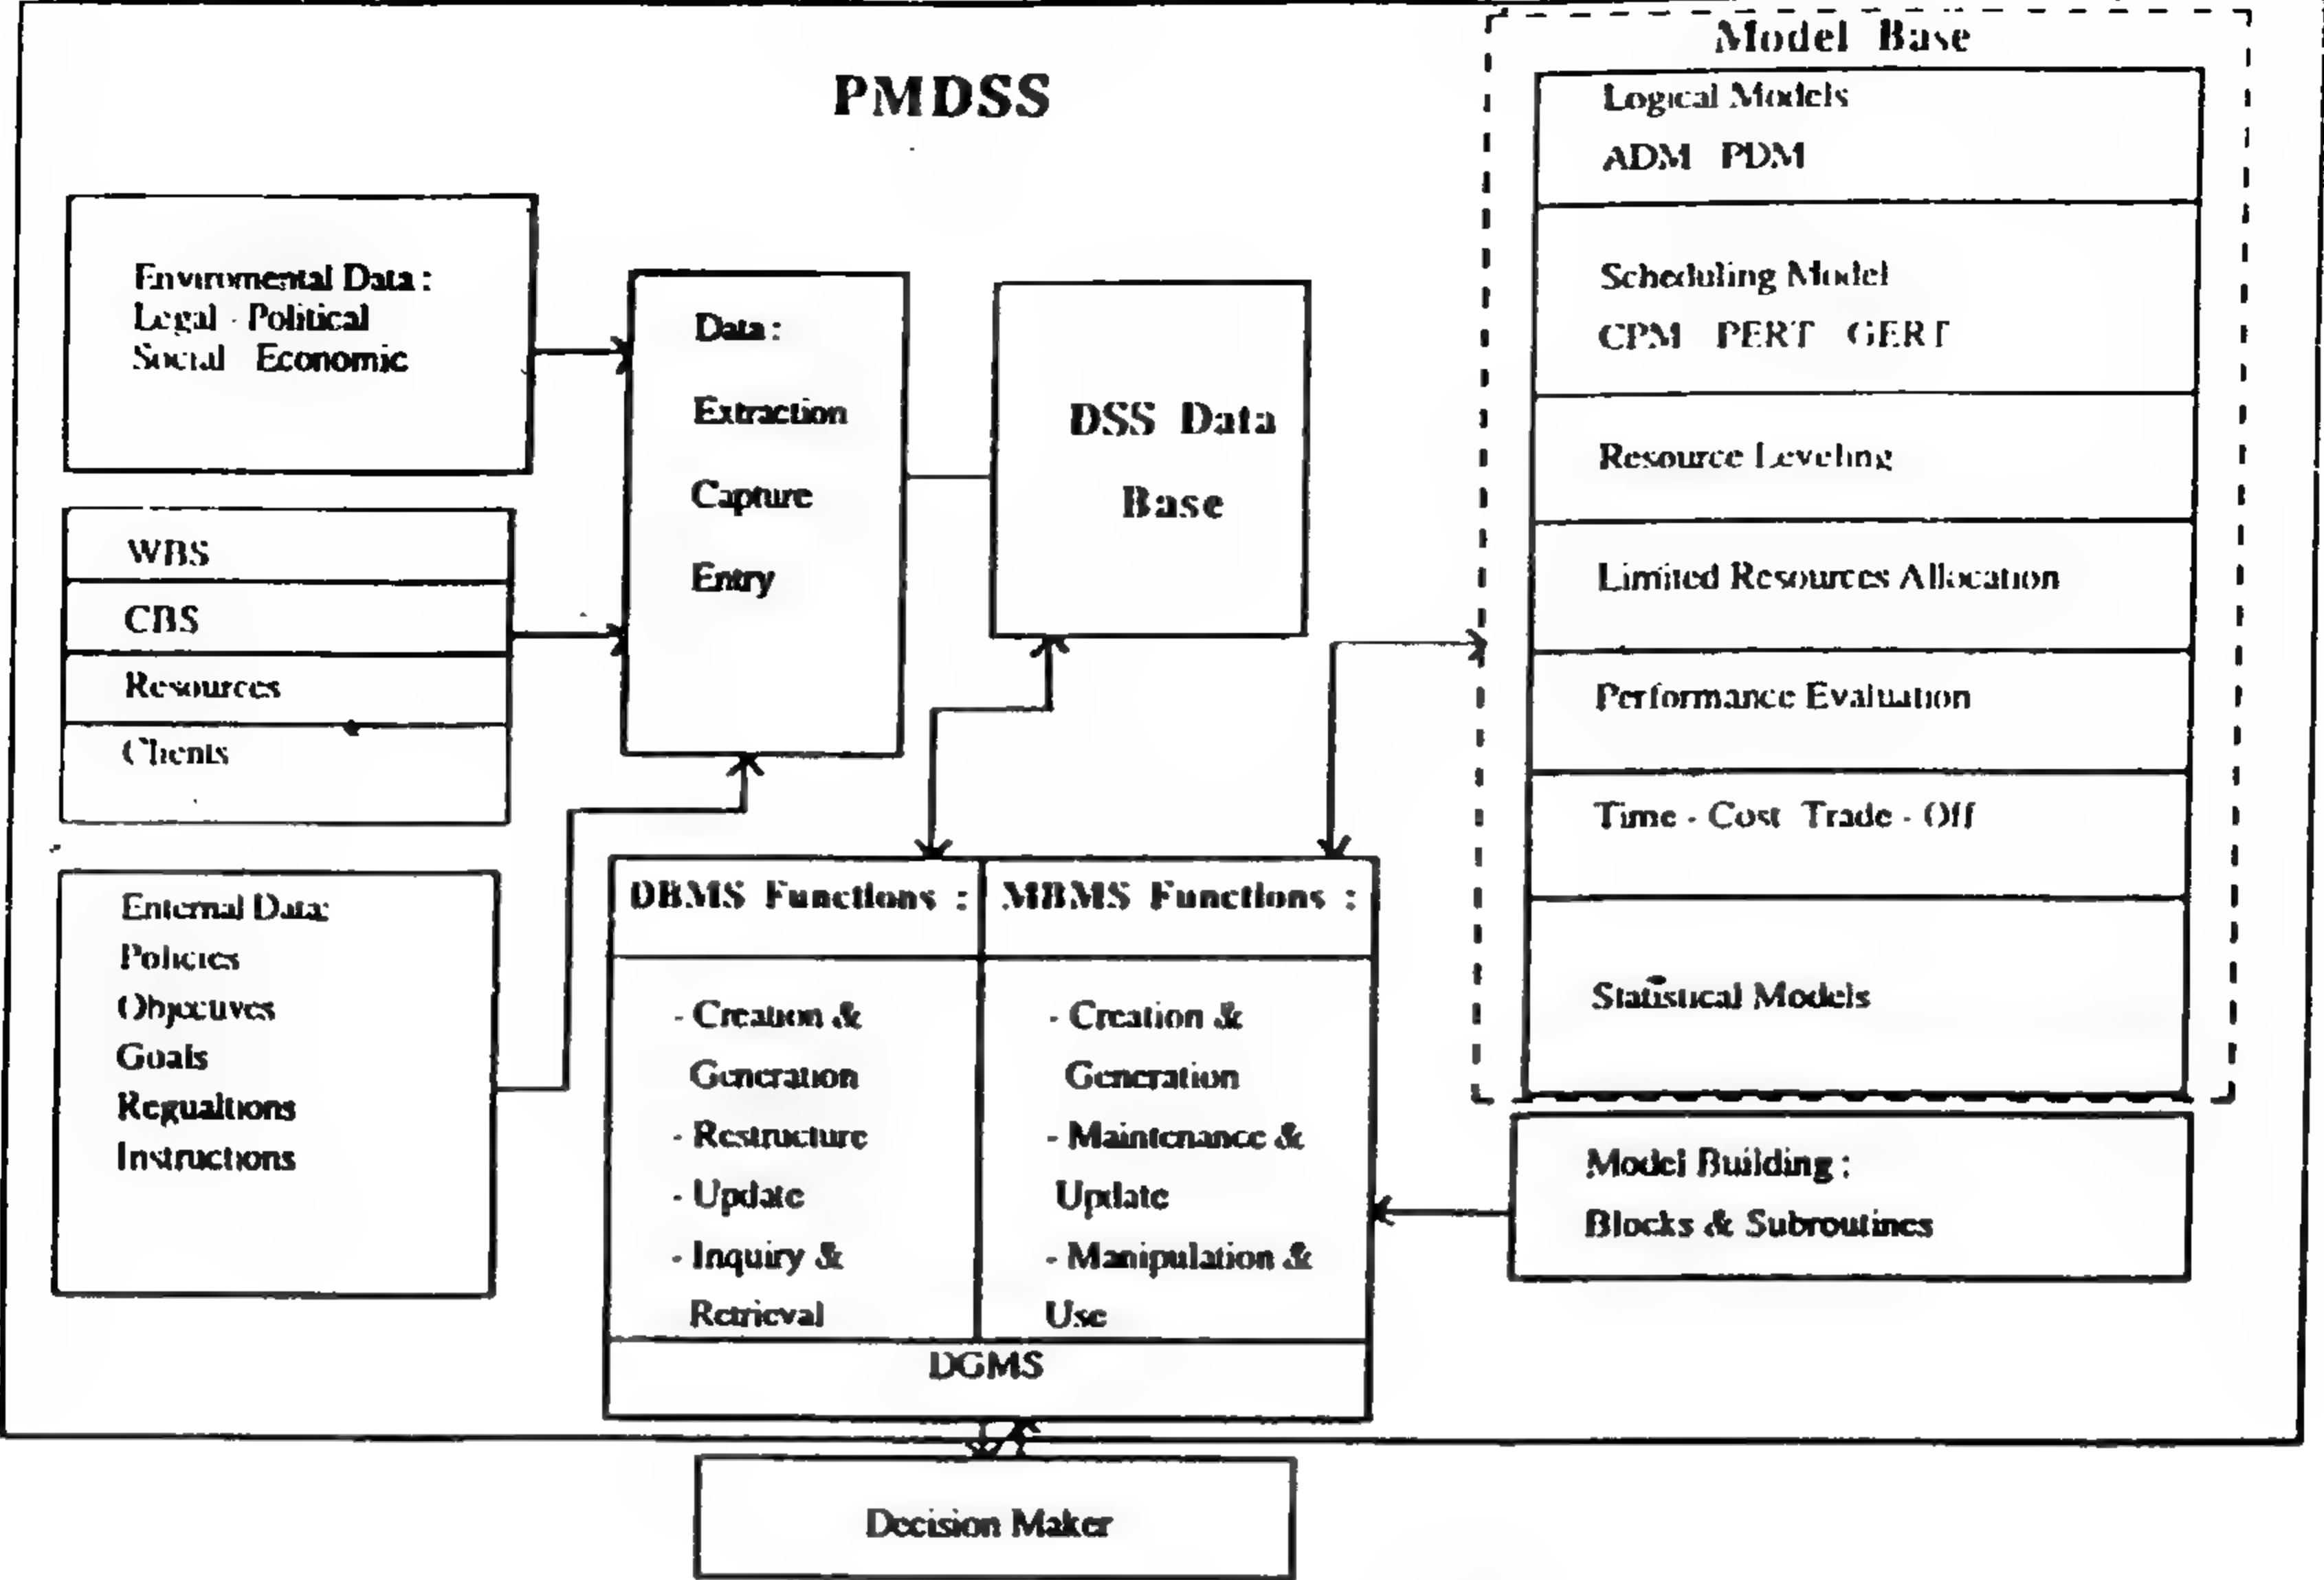 PMDSS
Enviromental Data :
Legal - Political
Social Economic
WBS
CBS
Resources
Clients
Enternal Data:
Policies
Objectives
Goals
Regualtions
Instructions
Data :
Extraction
Capture
Entry
DSS Data
Base
DBMS Functions :
- Creation &
Generation
- Restructure
- Update
- Inquiry &
Retrieval
MBMS Functions :
- Creation &
Generation
- Maintenance &
Update
- Manipulation &
Use
DGMS
Decision Maker
Model Base
Logical Models
ADM PDM
Scheduling Model
CPM PERT GERT
Resource Leveling
Limited Resources Allocation
Performance Evaluation
Time - Cost Trade - Off
Statistical Models
Model Building :
Blocks & Subroutines